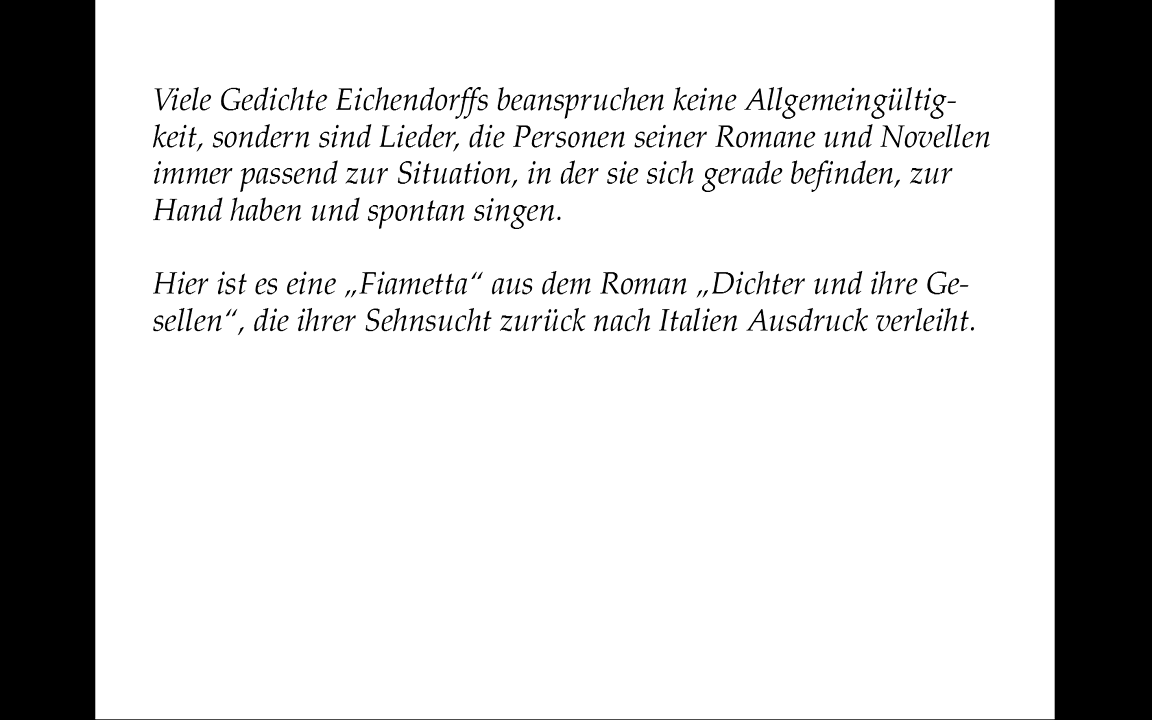 Viele Gedichte Eichendorffs beanspruchen keine Allgemeingültig-
keit, sondern sind Lieder, die Personen seiner Romane und Novellen
immer passend zur Situation, in der sie sich gerade befinden, zur
Hand haben und spontan singen.
Hier ist es eine „Fiametta“ aus dem Roman „Dichter und ihre Ge-
sellen“, die ihrer Sehnsucht zurück nach Italien Ausdruck verleiht.